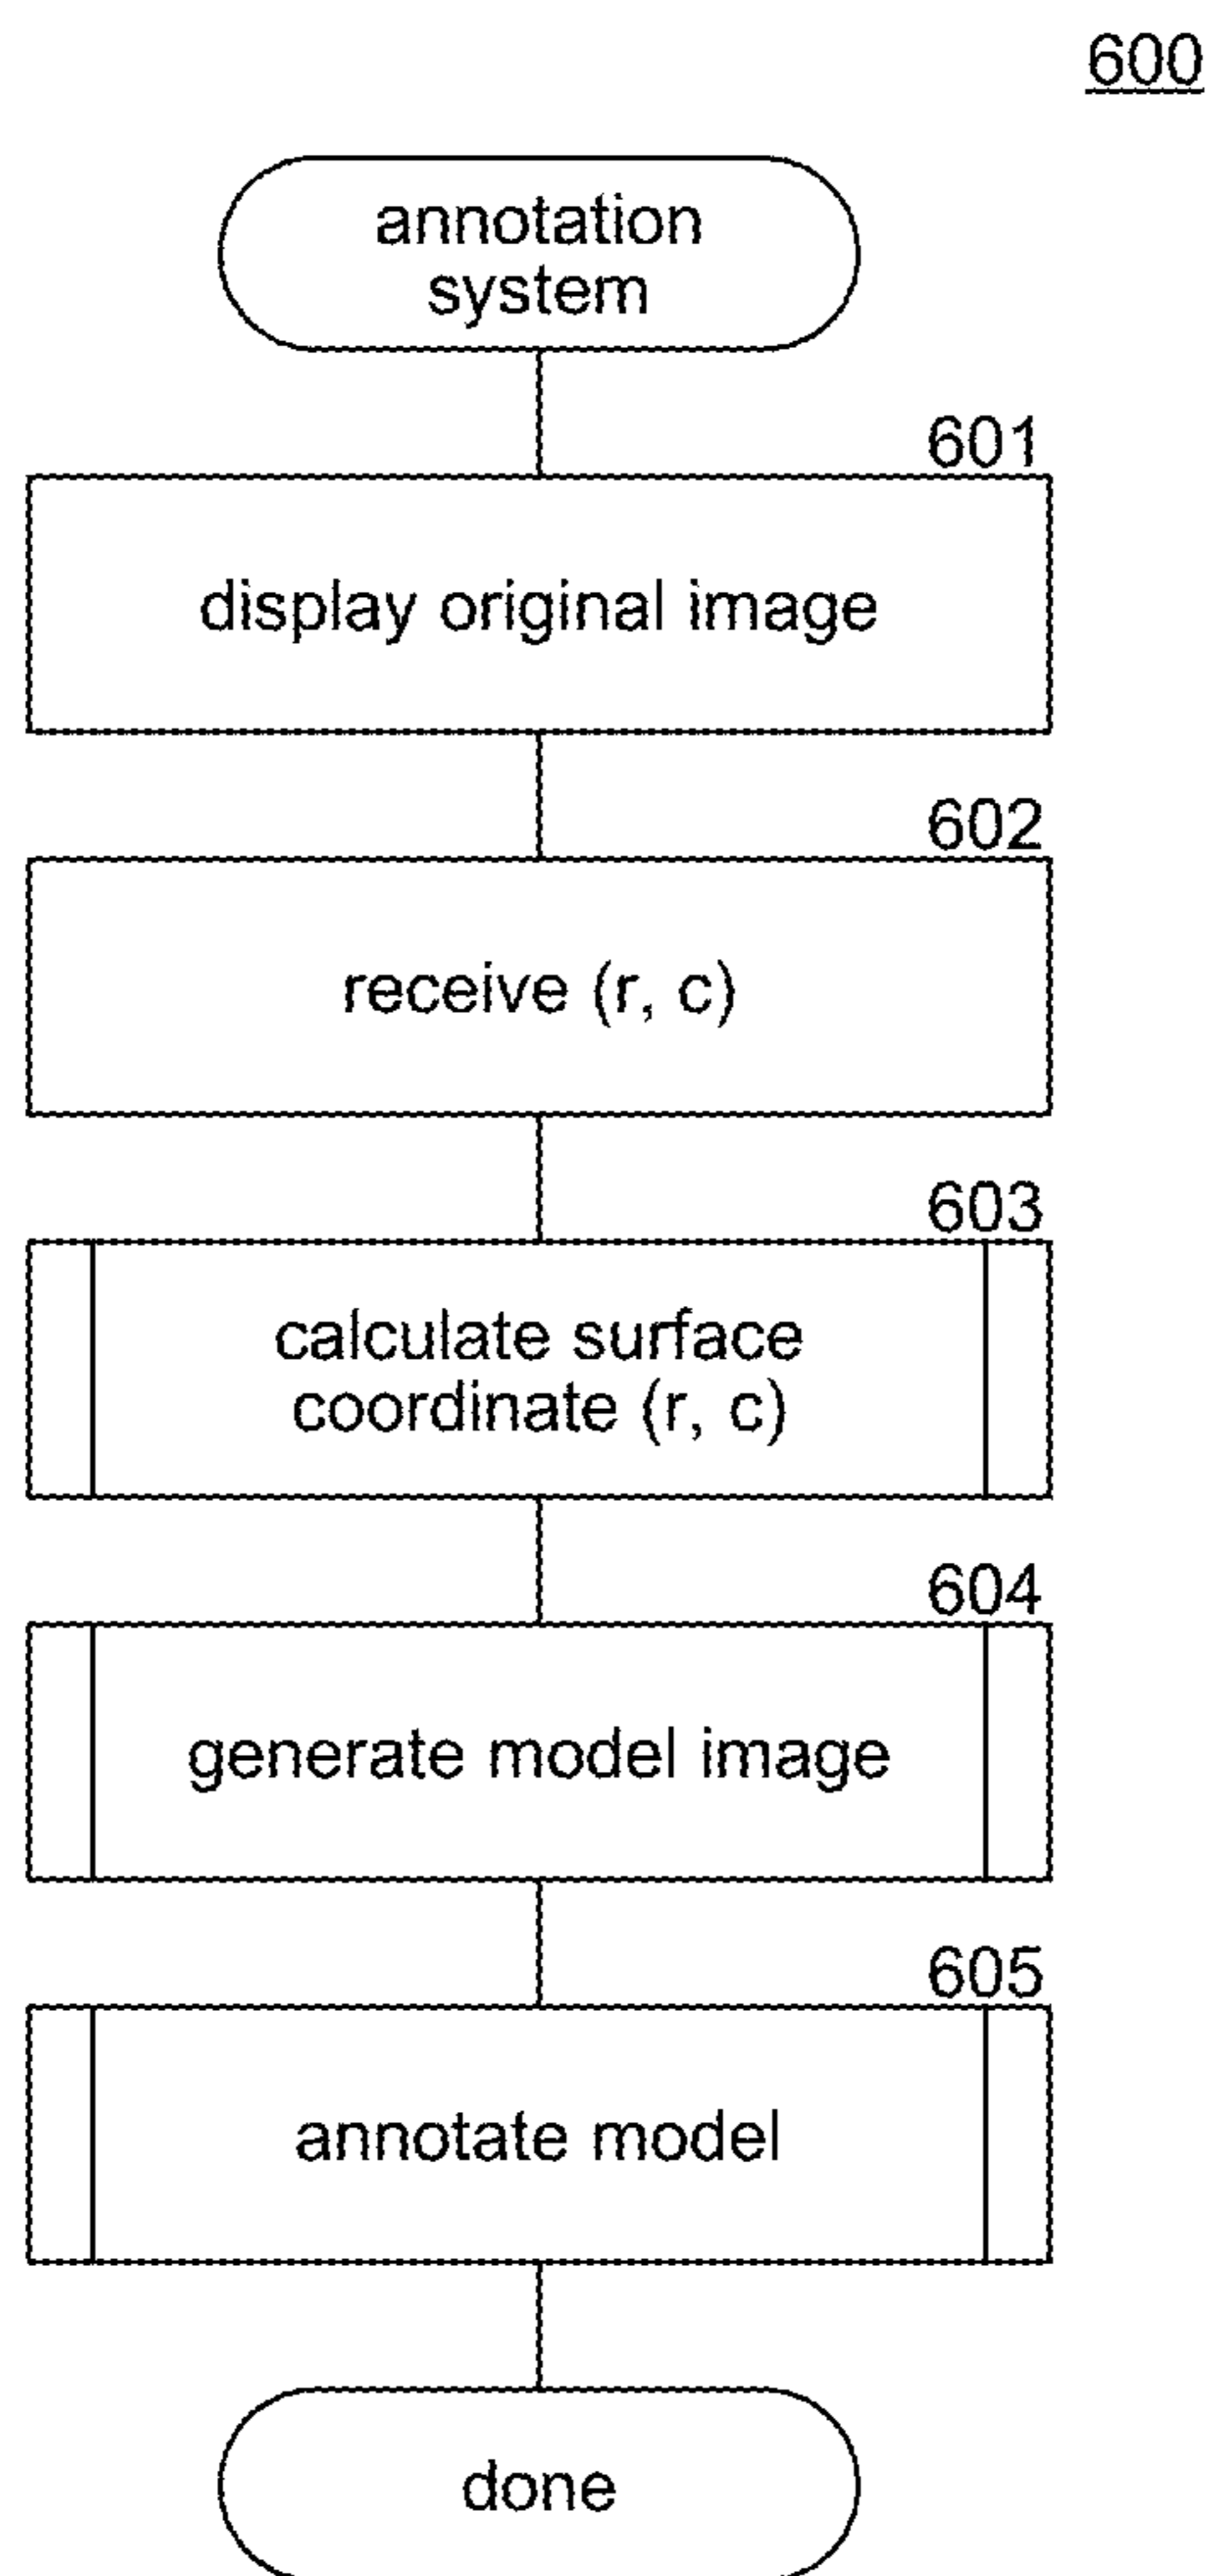 600
annotation
system
601
display original image
602
receive (r, c)
603
calculate surface
coordinate (r, c)
604
generate model image
605
annotate model
done